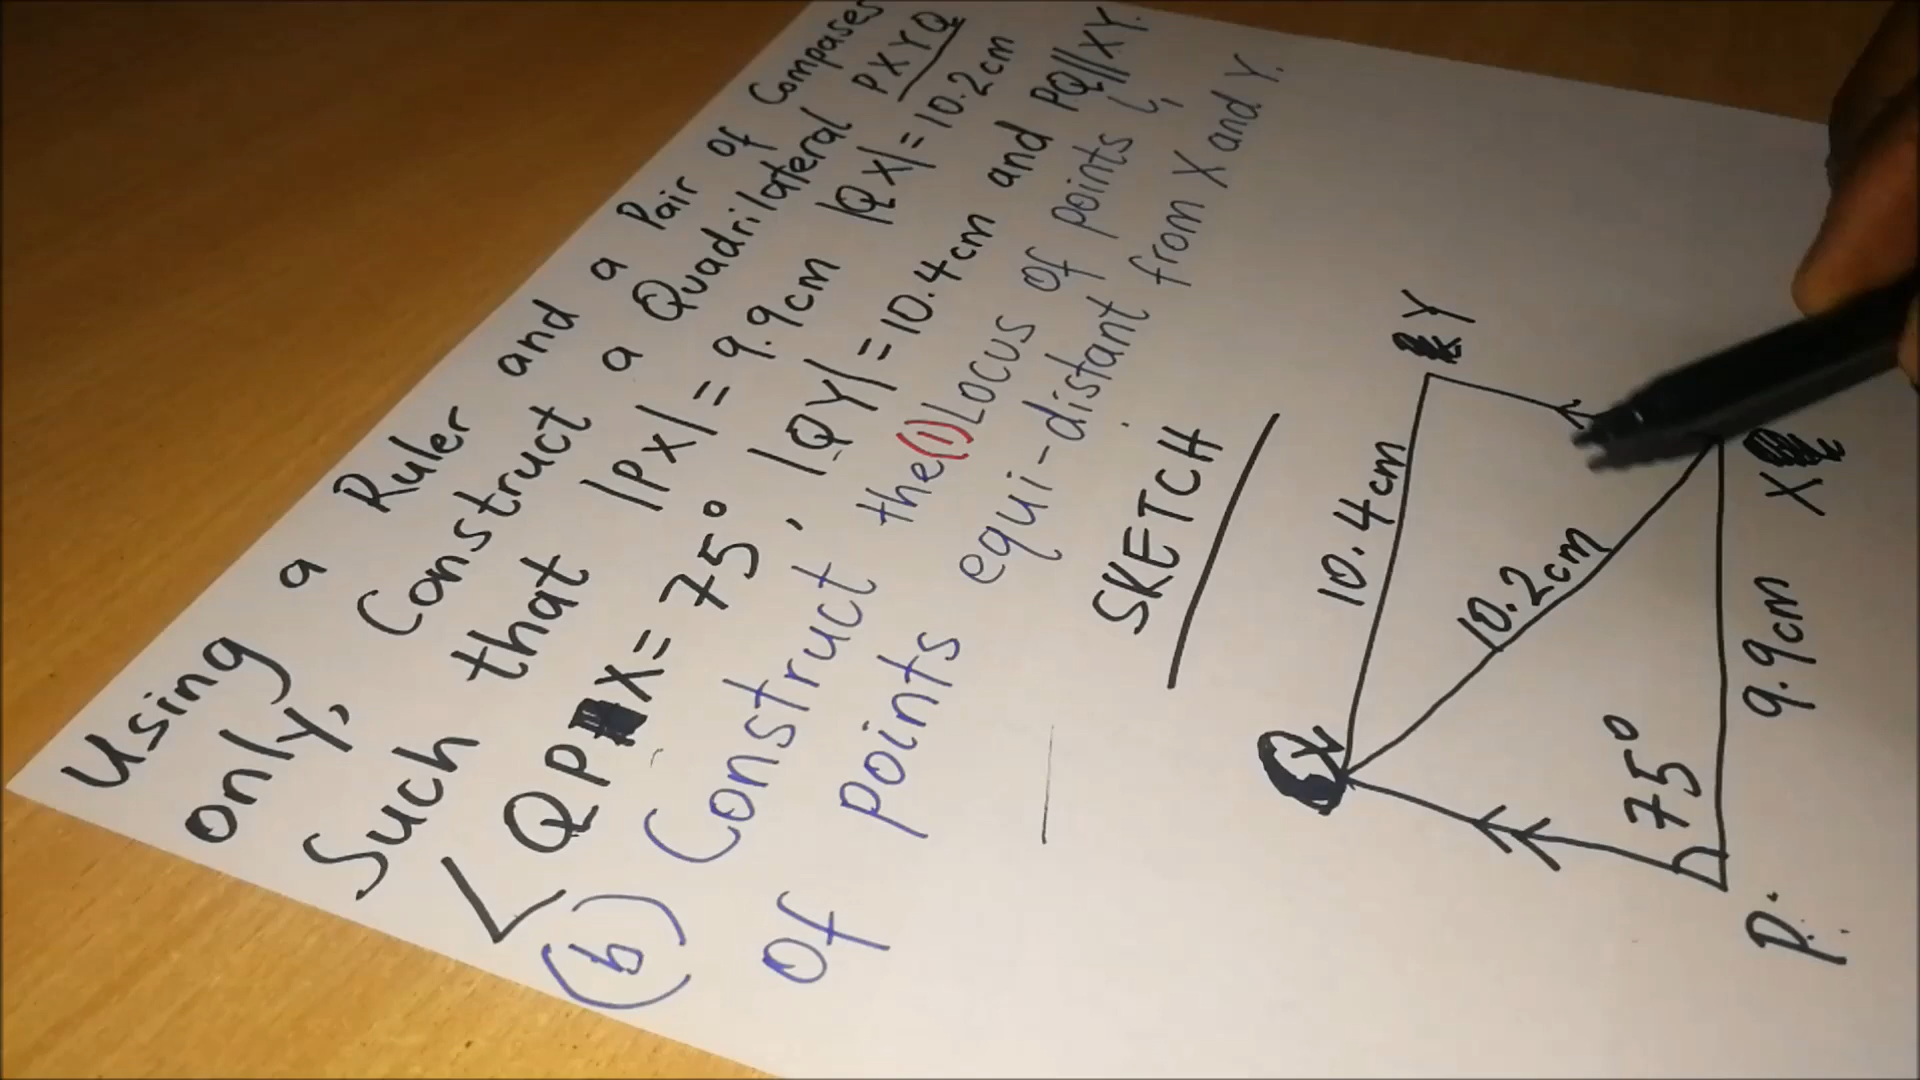 Using a Ruler and a Pair of Compases
only, Construct a Quadrilateral PXYQ
Such that |PX| = 9.9cm |QX| = 10.2cm
<QPX = 75°, |QY| = 10.4cm and PQ//XY.
(b) Construct the (1) Locus of points L,
of points equi-distant from X and Y.
SKETCH
Y
10.4cm
10.2cm
X
Q
9.9cm
75°
P